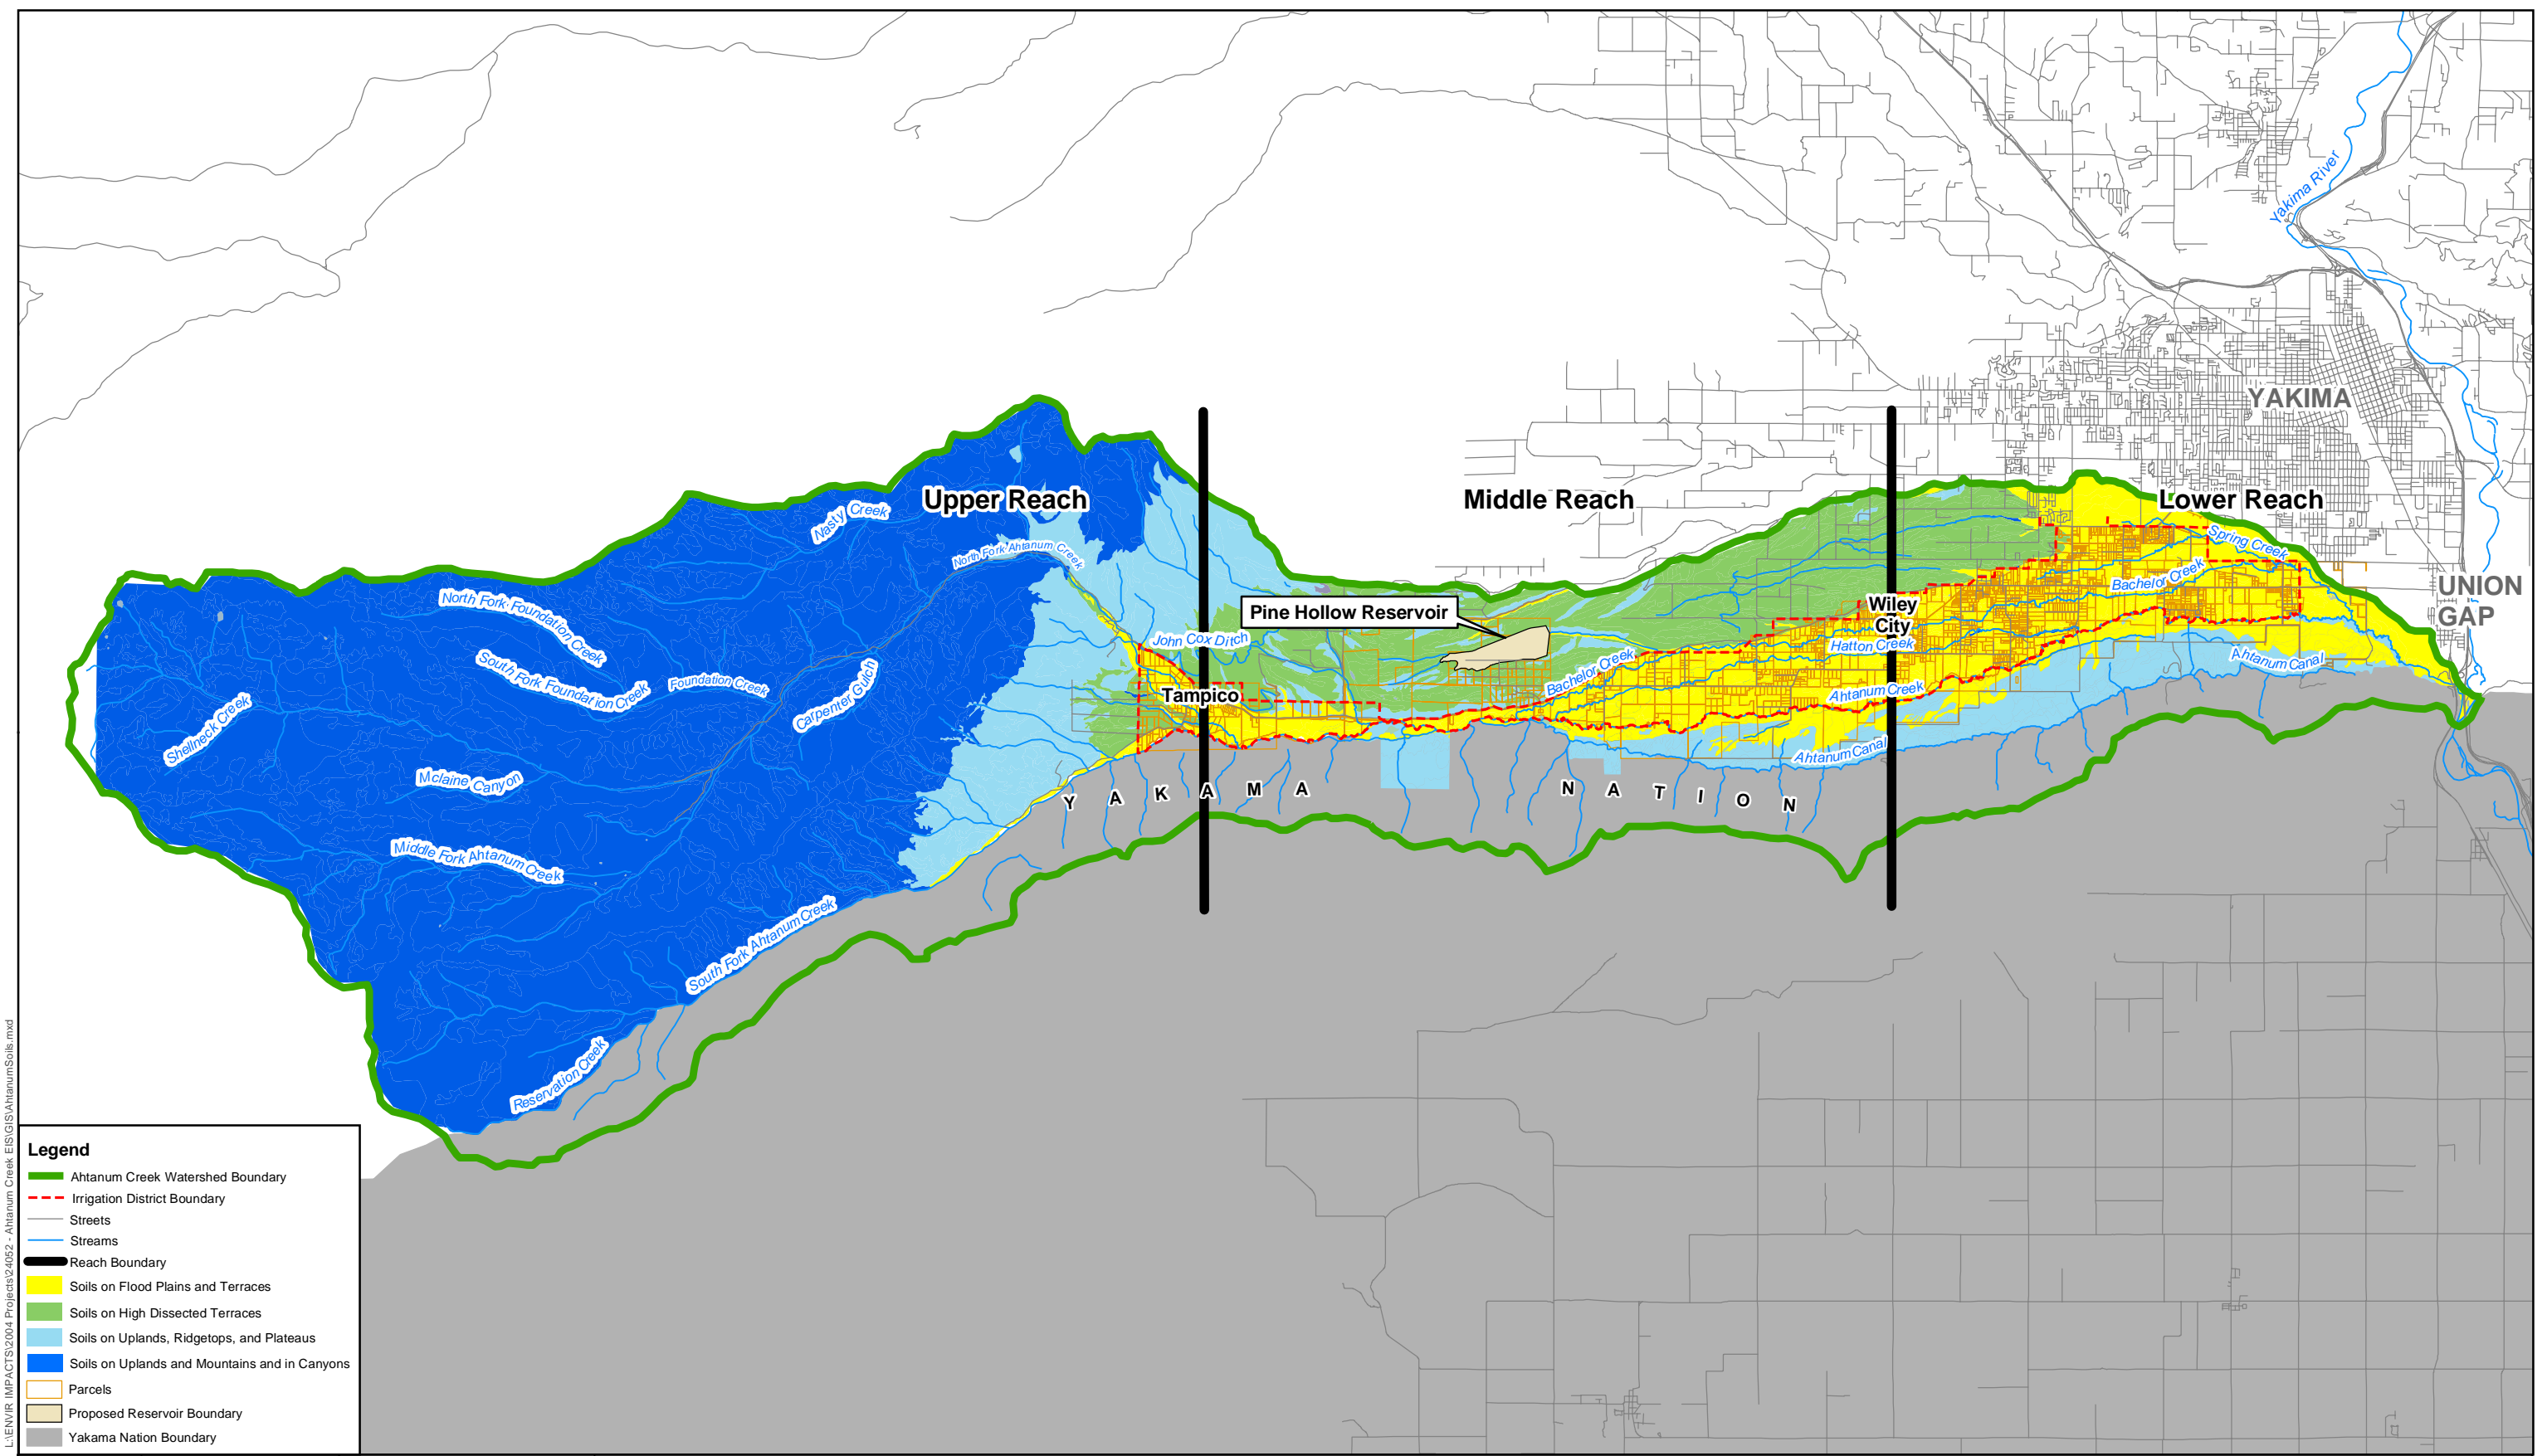 Yakima River
YAKIMA
Upper Reach
Middle Reach
Lower Reach
Nasty Creek
North Fork Ahtanum Creek
Spring Creek
Bachelor Creek
UNION
GAP
North Fork Foundation Creek
Pine Hollow Reservoir
Wiley
City
John Cox Ditch
Hatton Creek
South Fork Foundation Creek
Foundation Creek
Carpenter Gulch
Bachelor Creek
Ahtanum Canal
Tampico
Ahtanum Creek
Shellneck Creek
Mclaine Canyon
Ahtanum Canal
YAKAMA NATION
Middle Fork Ahtanum Creek
South Fork Ahtanum Creek
Reservation Creek
Legend
Ahtanum Creek Watershed Boundary
Irrigation District Boundary
Streets
Streams
Reach Boundary
Soils on Flood Plains and Terraces
Soils on High Dissected Terraces
Soils on Uplands, Ridgetops, and Plateaus
Soils on Uplands and Mountains and in Canyons
Parcels
Proposed Reservoir Boundary
Yakama Nation Boundary
L:\ENVIR IMPACTS\2004 Projects\24052 - Ahtanum Creek EIS\GIS\AhtanumSoils.mxd